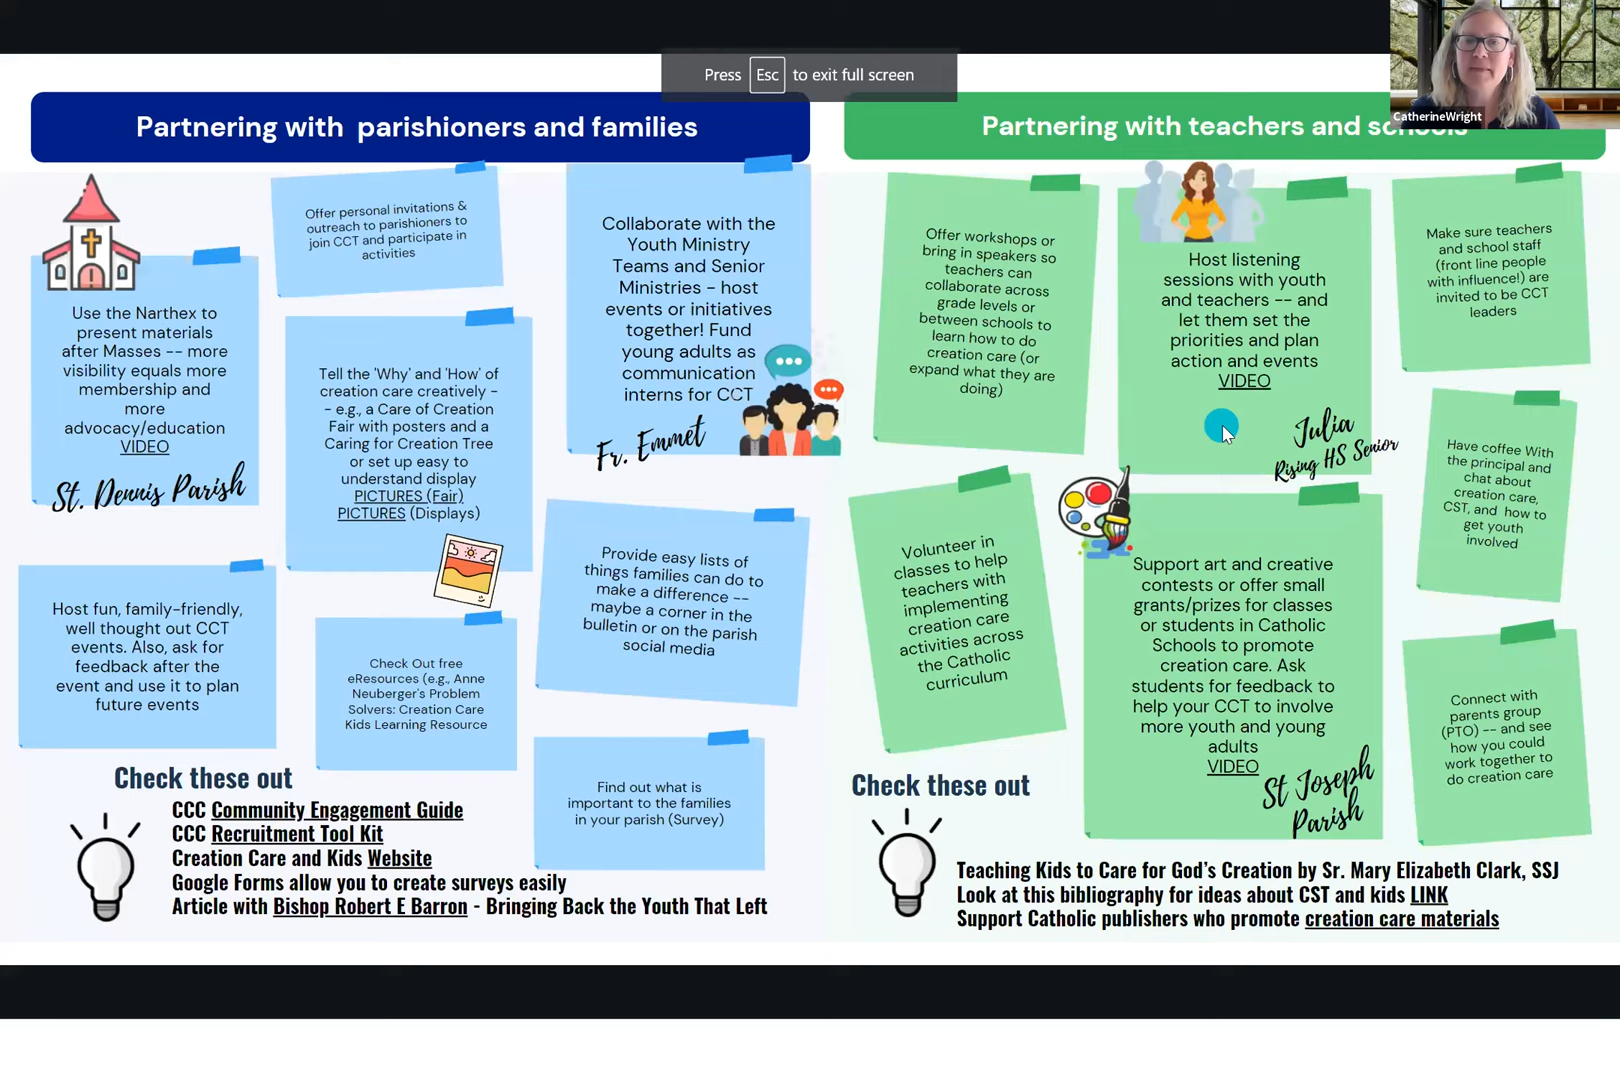 Press Esc to exit full screen
CatherineWright
Partnering with parishioners and families
Use the Narthex to
present materials
after Masses -- more
visibility equals more
membership and
more
advocacy/education
VIDEO
St. Dennis Parish
Offer personal invitations &
outreach to parishioners to
join CCT and participate in
activities
Collaborate with the
Youth Ministry
Teams and Senior
Ministries - host
events or initiatives
together! Fund
young adults as
communication
interns for CCT
Fr. Emmet
Tell the 'Why' and 'How' of
creation care creatively -
- e.g., a Care of Creation
Fair with posters and a
Caring for Creation Tree
or set up easy to
understand display
PICTURES (Fair)
PICTURES (Displays)
Provide easy lists of
things families can do to
make a difference --
maybe a corner in the
bulletin or on the parish
social media
Host fun, family-friendly,
well thought out CCT
events. Also, ask for
feedback after the
event and use it to plan
future events
Check Out free
eResources (e.g., Anne
Neuberger's Problem
Solvers: Creation Care
Kids Learning Resource
Find out what is
important to the families
in your parish (Survey)
Check these out
CCC Community Engagement Guide
CCC Recruitment Tool Kit
Creation Care and Kids Website
Google Forms allow you to create surveys easily
Article with Bishop Robert E Barron - Bringing Back the Youth That Left
Partnering with teachers and schools
Offer workshops or
bring in speakers so
teachers can
collaborate across
grade levels or
between schools to
learn how to do
creation care (or
expand what they are
doing)
Host listening
sessions with youth
and teachers -- and
let them set the
priorities and plan
action and events
VIDEO
Julia
Rising HS Senior
Make sure teachers
and school staff
(front line people
with influence!) are
invited to be CCT
leaders
Have coffee With
the principal and
chat about
creation care,
CST, and how to
get youth
involved
Volunteer in
classes to help
teachers with
implementing
creation care
activities across
the Catholic
curriculum
Support art and creative
contests or offer small
grants/prizes for classes
or students in Catholic
Schools to promote
creation care. Ask
students for feedback to
help your CCT to involve
more youth and young
adults
VIDEO
St Joseph
Parish
Connect with
parents group
(PTO) -- and see
how you could
work together to
do creation care
Check these out
Teaching Kids to Care for God's Creation by Sr. Mary Elizabeth Clark, SSJ
Look at this bibliography for ideas about CST and kids LINK
Support Catholic publishers who promote creation care materials